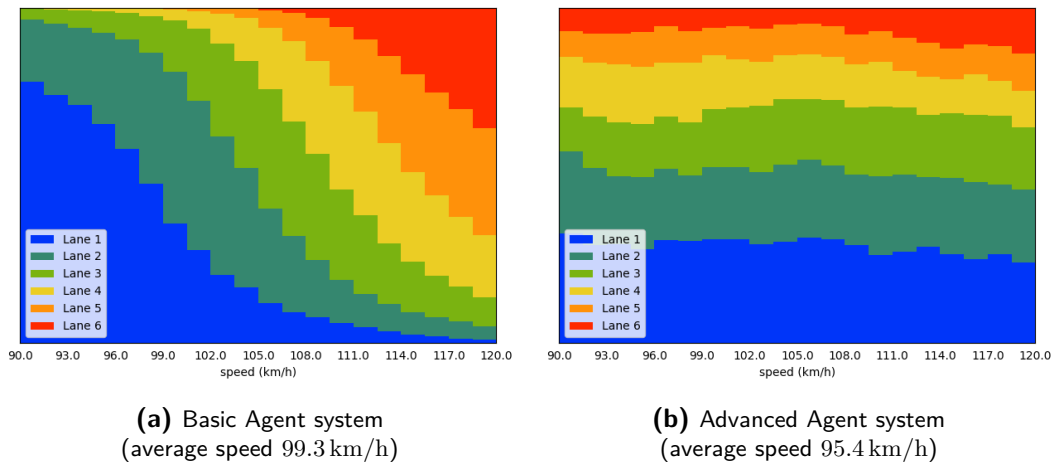 Lane 1
Lane 2
Lane 3
Lane 4
Lane 5
Lane 6
90.0 93.0 96.0 99.0 102.0 105.0 108.0 111.0 114.0 117.0 120.0
speed (km/h)
(a) Basic Agent system
(average speed 99.3 km/h)
Lane 1
Lane 2
Lane 3
Lane 4
Lane 5
Lane 6
90.0 93.0 96.0 99.0 102.0 105.0 108.0 111.0 114.0 117.0 120.0
speed (km/h)
(b) Advanced Agent system
(average speed 95.4 km/h)